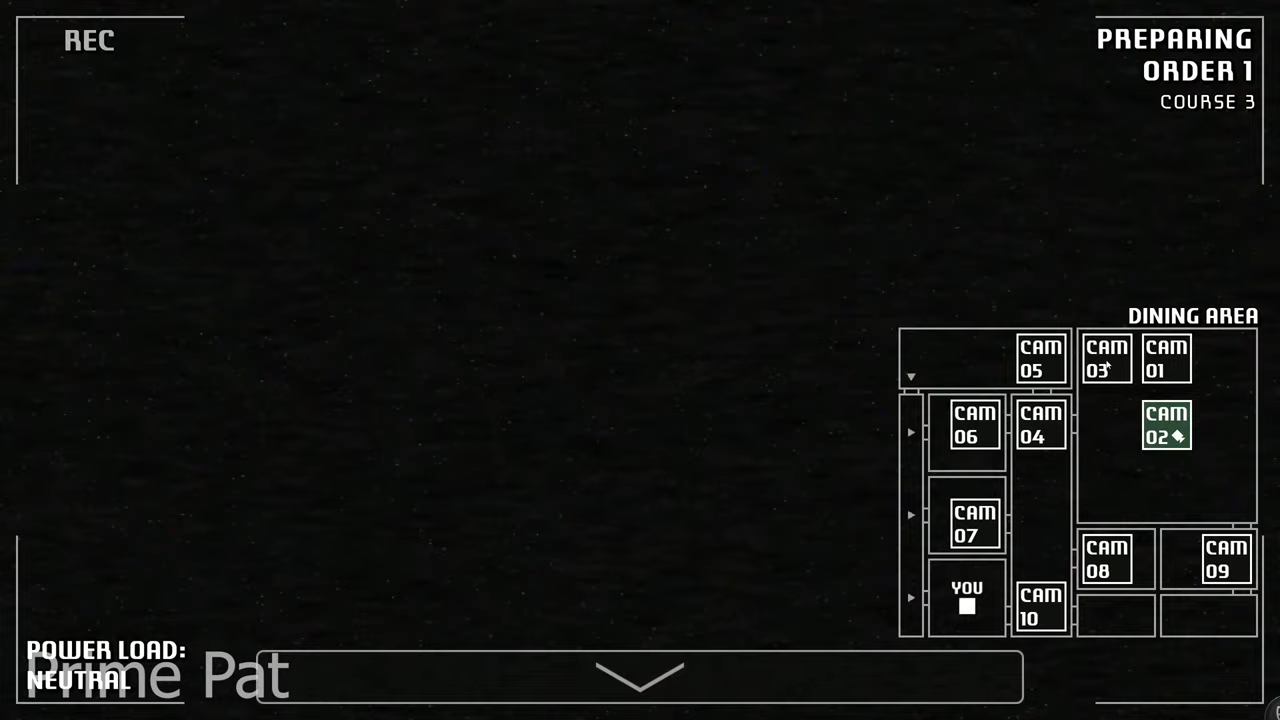 REC
PREPARING
ORDER 1
COURSE 3
DINING AREA
CAM
05
CAM
03
CAM
01
CAM
06
CAM
04
CAM
02
CAM
07
CAM
08
CAM
09
YOU
CAM
10
POWER LOAD:
NEUTRAL
Prime Pat